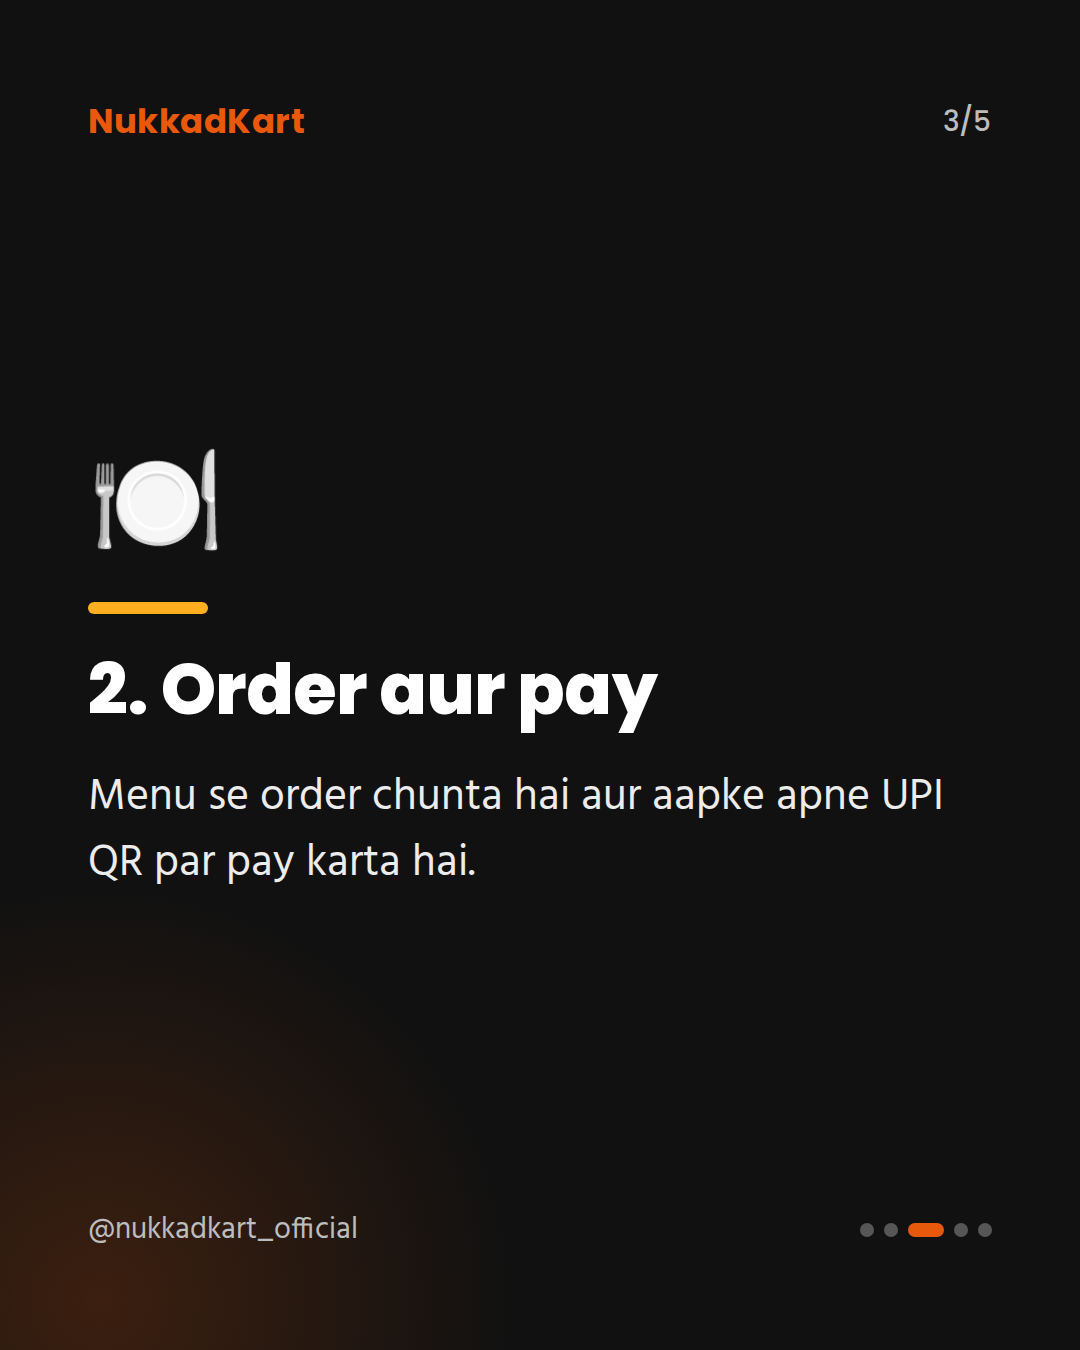 NukkadKart
3/5
2. Order aur pay
Menu se order chunta hai aur aapke apne UPI
QR par pay karta hai.
@nukkadkart_official